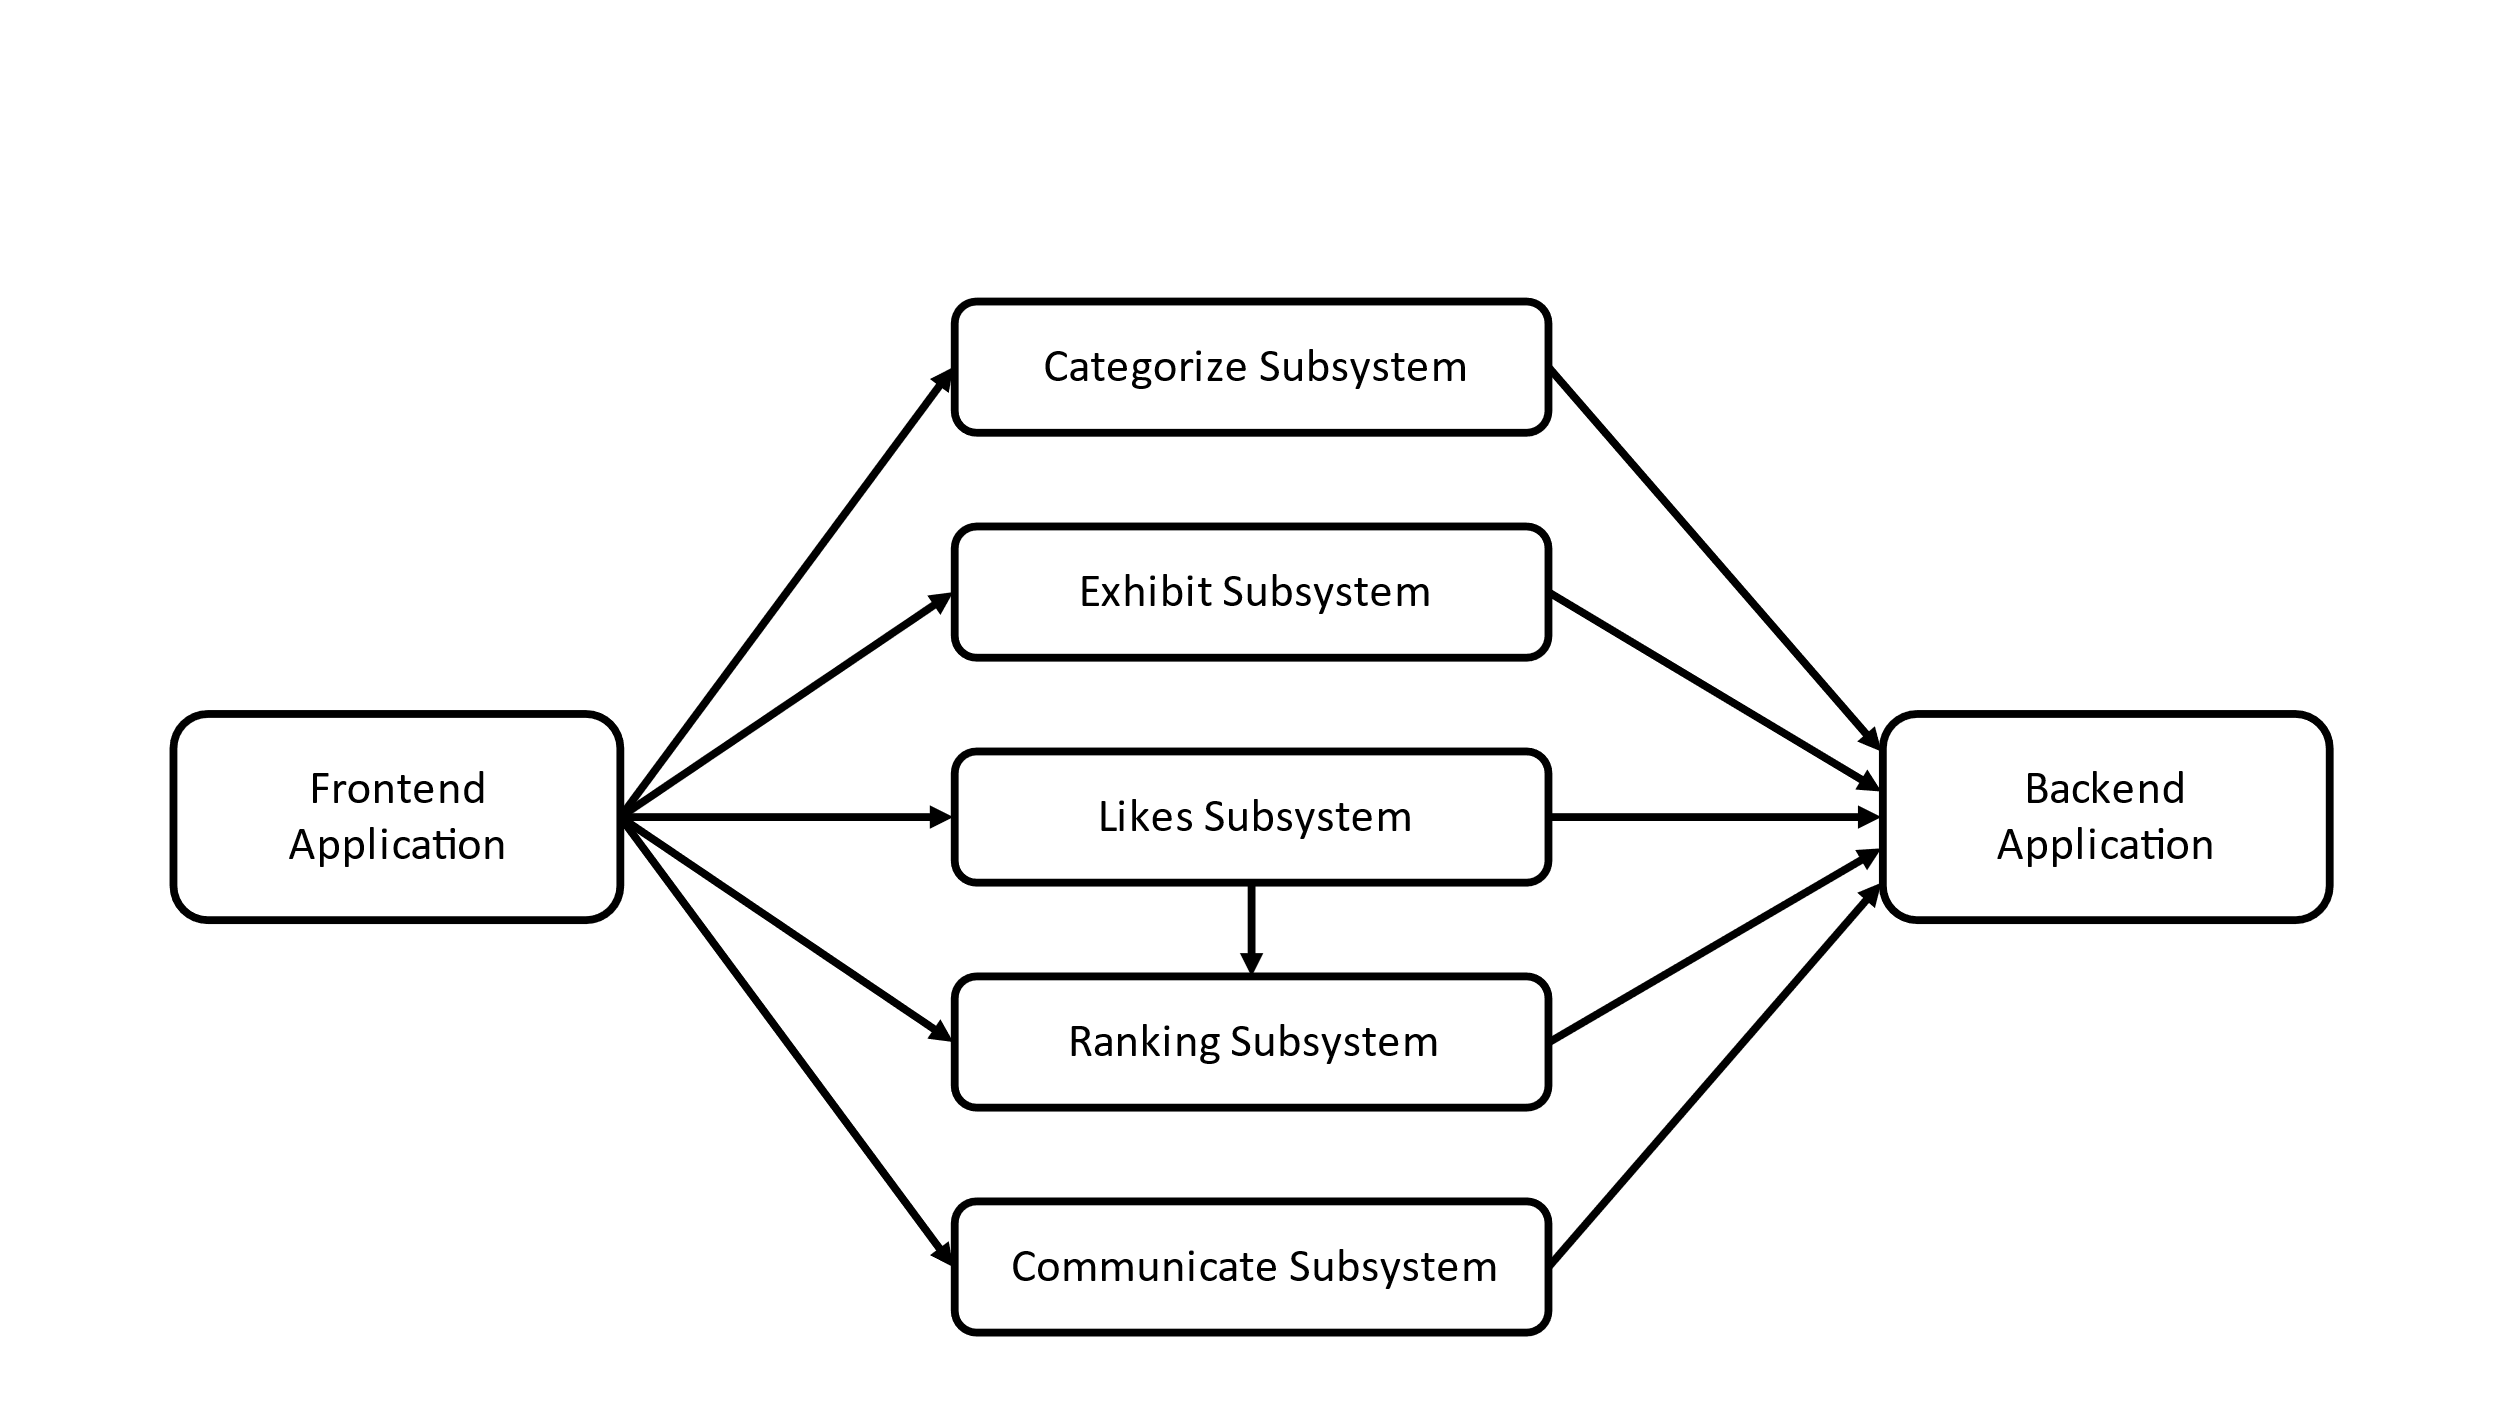 Categorize Subsystem
Exhibit Subsystem
Frontend
Application
Likes Subsystem
Backend
Application
Ranking Subsystem
Communicate Subsystem